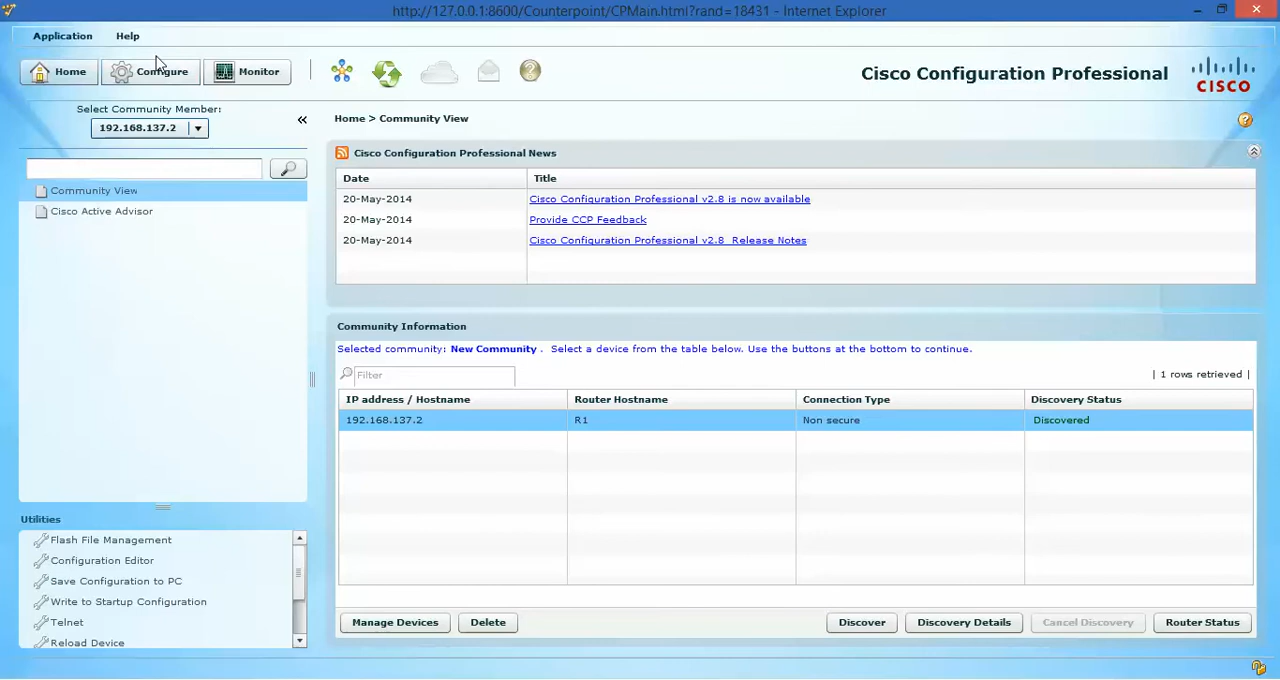 http://127.0.0.1:8600/Counterpoint/CPMain.html?rand=18431 - Internet Explorer
Application Help
Home Configure Monitor
Cisco Configuration Professional
CISCO
Select Community Member:
192.168.137.2
«
Home > Community View
Cisco Configuration Professional News
Date Title
20-May-2014 Cisco Configuration Professional v2.8 is now available
20-May-2014 Provide CCP Feedback
20-May-2014 Cisco Configuration Professional v2.8 Release Notes
Community View
Cisco Active Advisor
Community Information
Selected community: New Community . Select a device from the table below. Use the buttons at the bottom to continue.
Filter
| 1 rows retrieved |
IP address / Hostname Router Hostname Connection Type Discovery Status
192.168.137.2 R1 Non secure Discovered
Utilities
Flash File Management
Configuration Editor
Save Configuration to PC
Write to Startup Configuration
Telnet
Reload Device
Manage Devices Delete Discover Discovery Details Cancel Discovery Router Status